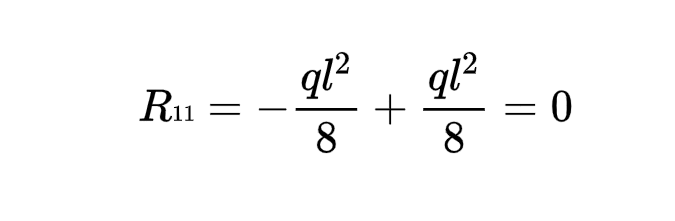 R₁₁ = −ql²/8 + ql²/8 = 0